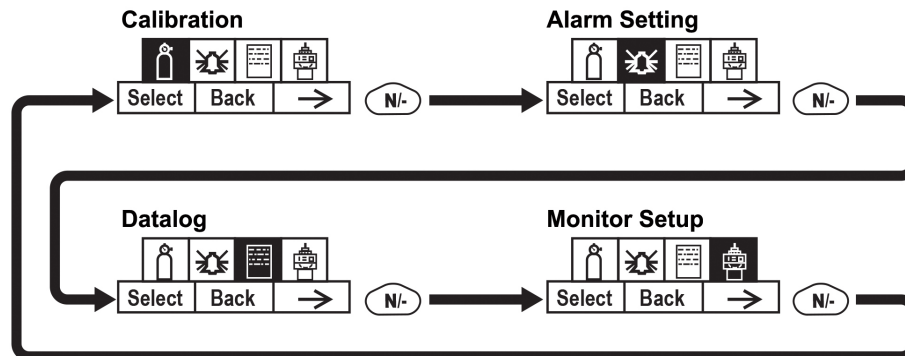 Calibration
Select Back →
N/-
Alarm Setting
Select Back →
N/-
Datalog
Select Back →
N/-
Monitor Setup
Select Back →
N/-